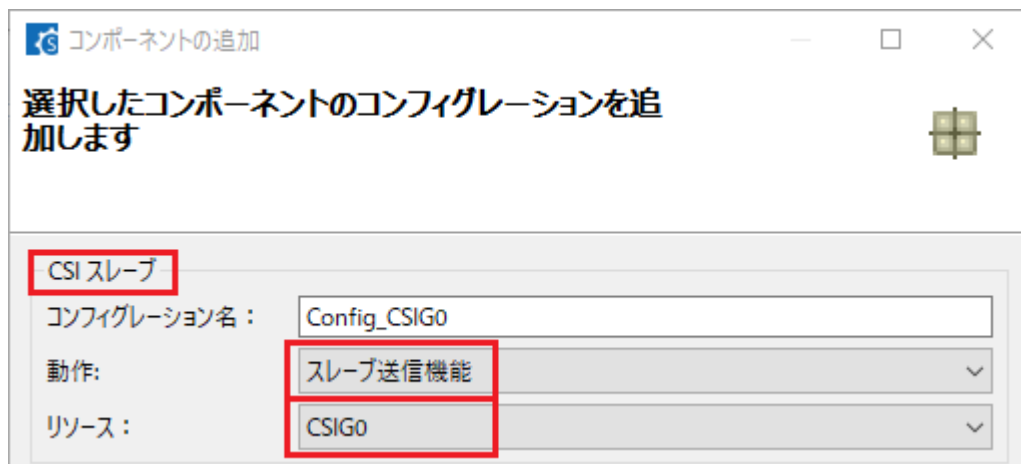 コンポーネントの追加
選択したコンポーネントのコンフィグレーションを追
加します
CSI スレーブ
コンフィグレーション名：
Config_CSIG0
動作:
スレーブ送信機能
リソース：
CSIG0